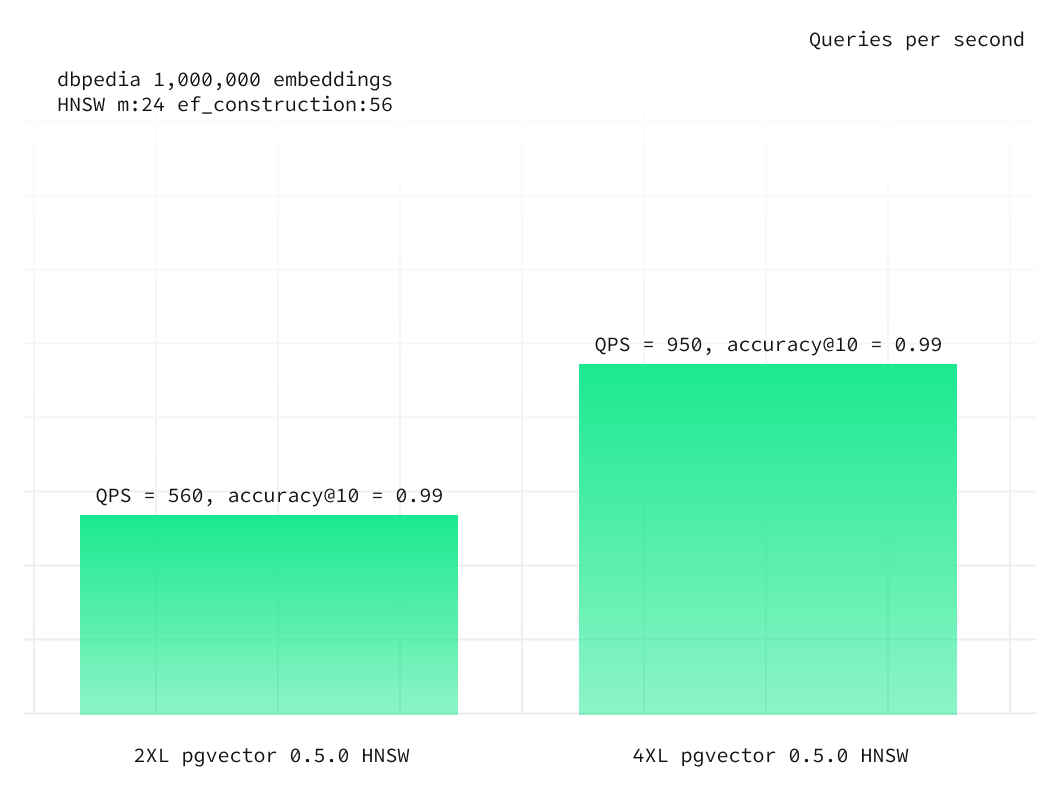 Queries per second
dbpedia 1,000,000 embeddings
HNSW m:24 ef_construction:56
QPS = 950, accuracy@10 = 0.99
QPS = 560, accuracy@10 = 0.99
2XL pgvector 0.5.0 HNSW
4XL pgvector 0.5.0 HNSW